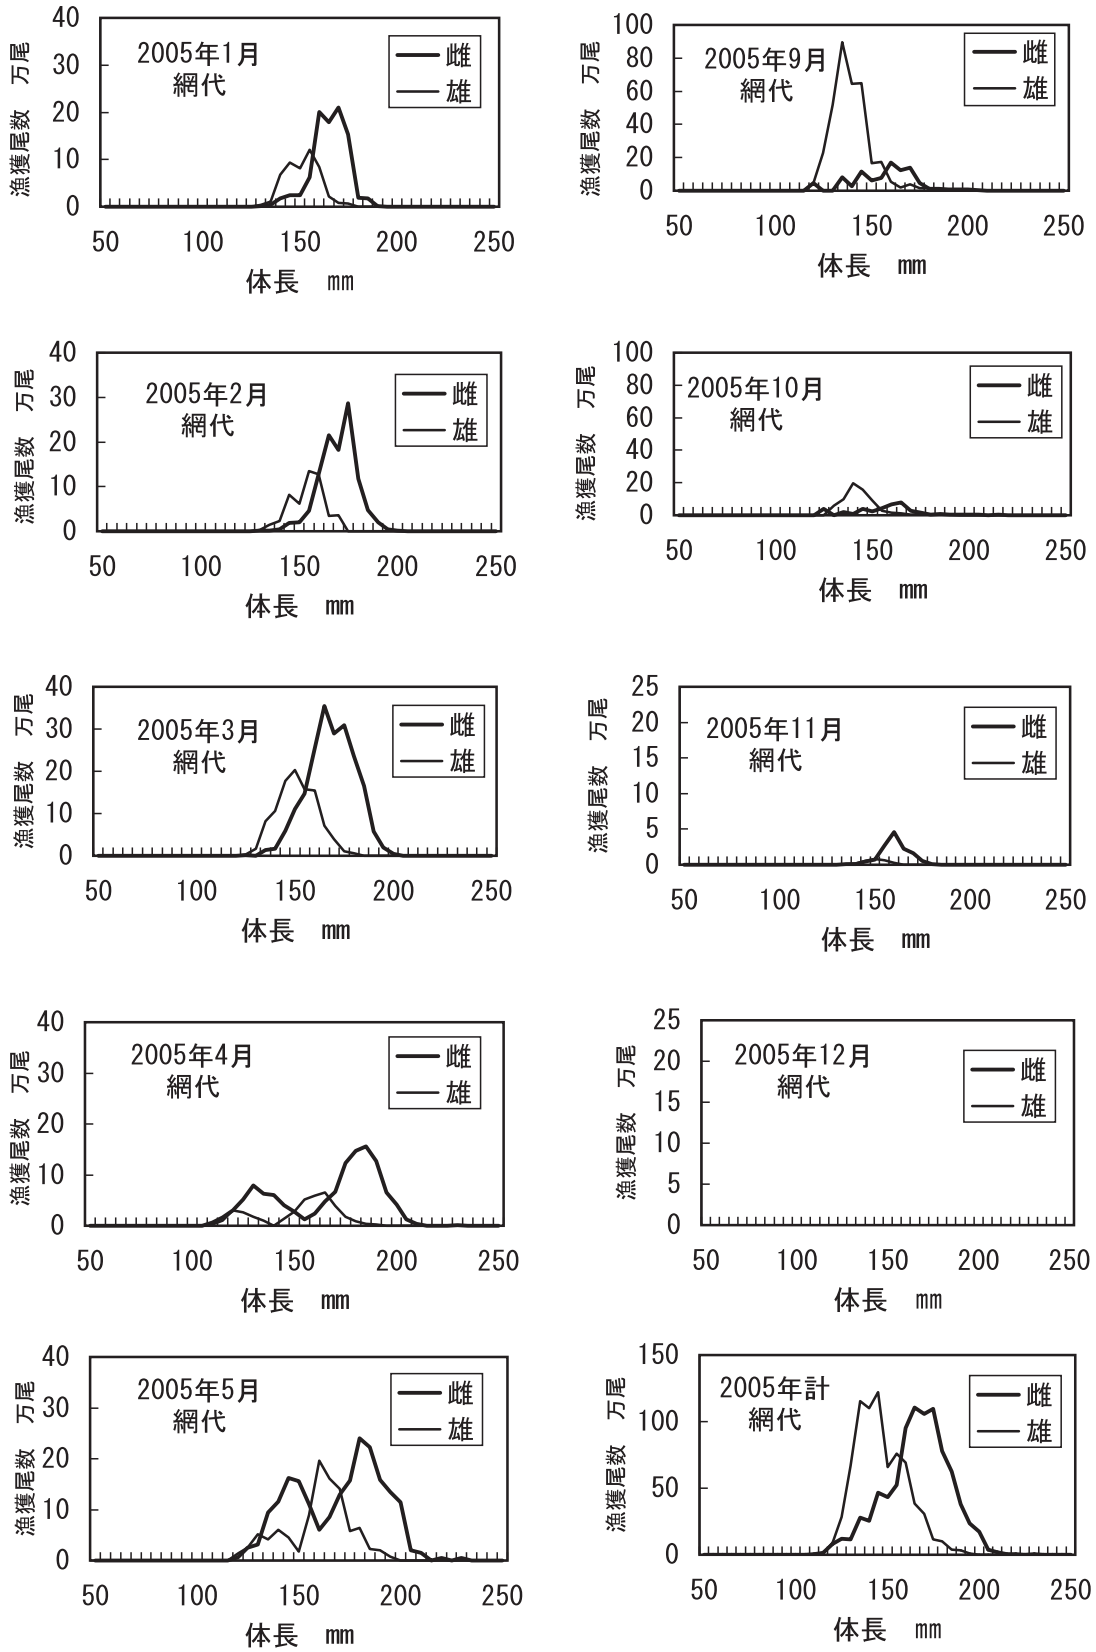 漁獲尾数　万尾
40
30
20
10
0
2005年1月
網代
雌
雄
50 100 150 200 250
体長　mm
漁獲尾数　万尾
100
80
60
40
20
0
2005年9月
網代
雌
雄
50 100 150 200 250
体長　mm
漁獲尾数　万尾
40
30
20
10
0
2005年2月
網代
雌
雄
50 100 150 200 250
体長　mm
漁獲尾数　万尾
100
80
60
40
20
0
2005年10月
網代
雌
雄
50 100 150 200 250
体長　mm
漁獲尾数　万尾
40
30
20
10
0
2005年3月
網代
雌
雄
50 100 150 200 250
体長　mm
漁獲尾数　万尾
25
20
15
10
5
0
2005年11月
網代
雌
雄
50 100 150 200 250
体長　mm
漁獲尾数　万尾
40
30
20
10
0
2005年4月
網代
雌
雄
50 100 150 200 250
体長　mm
漁獲尾数　万尾
25
20
15
10
5
0
2005年12月
網代
雌
雄
50 100 150 200 250
体長　mm
漁獲尾数　万尾
40
30
20
10
0
2005年5月
網代
雌
雄
50 100 150 200 250
体長　mm
漁獲尾数　万尾
150
100
50
0
2005年計
網代
雌
雄
50 100 150 200 250
体長　mm